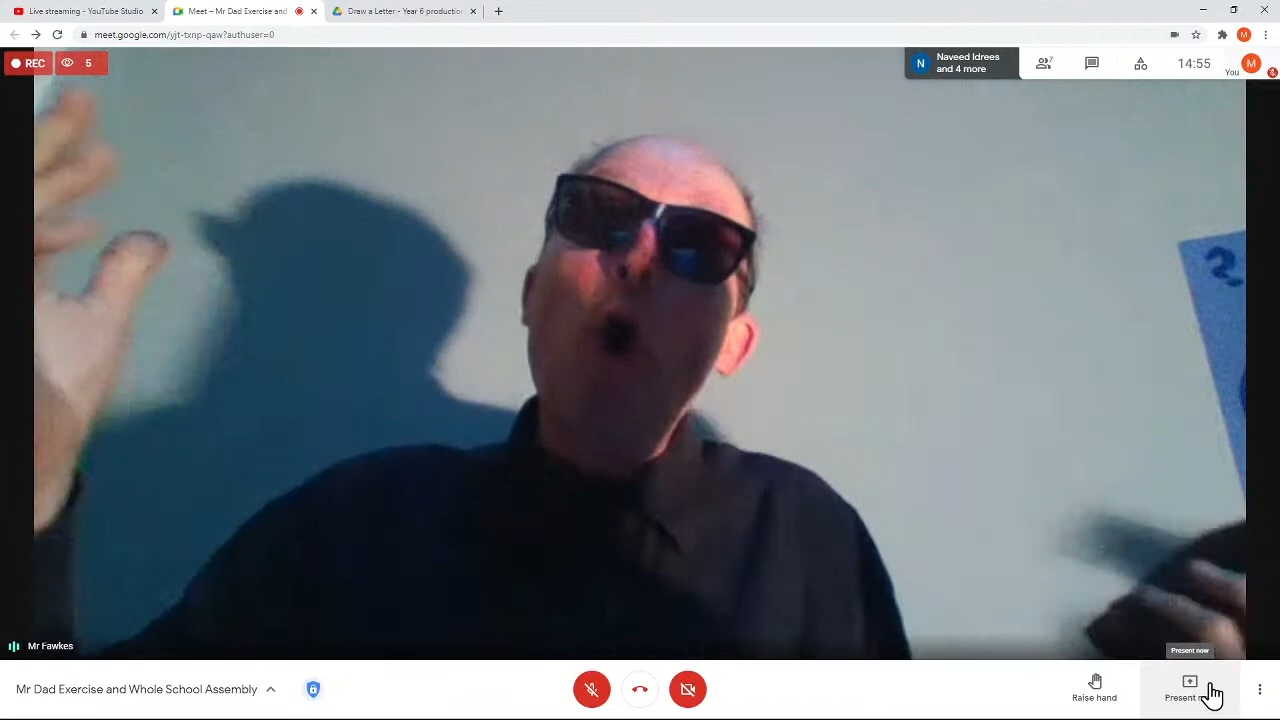 Live streaming - YouTube Studio
Meet – Mr Dad Exercise and
Draw a Letter - Year 6 production
meet.google.com/yjt-txnp-qaw?authuser=0
M
REC
5
N
Naveed Idrees
and 4 more
7
14:55
You
M
2
Mr Fawkes
Present now
Mr Dad Exercise and Whole School Assembly
Raise hand
Present n